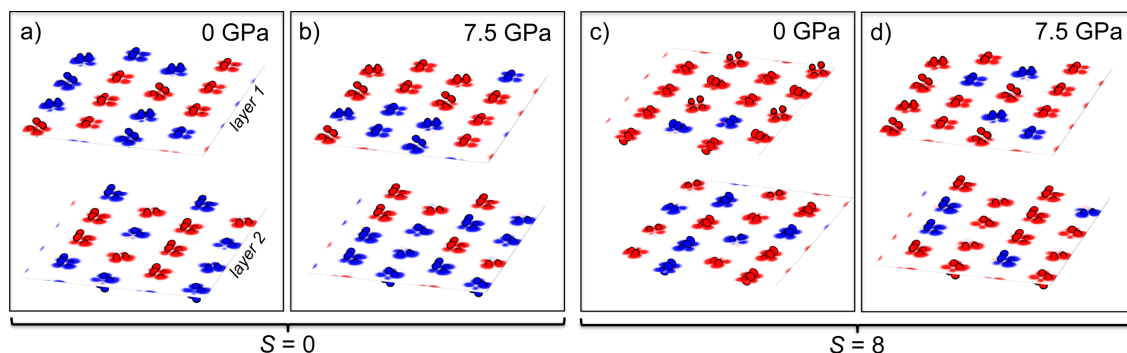 a) 0 GPa
b) 7.5 GPa
c) 0 GPa
d) 7.5 GPa
layer 1
layer 2
S = 0
S = 8